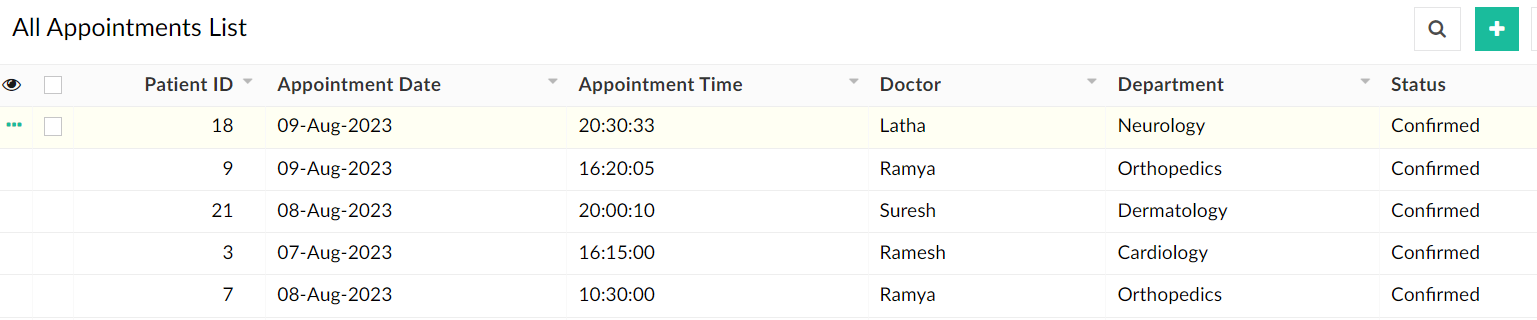 All Appointments List
Patient ID Appointment Date Appointment Time Doctor Department Status
18 09-Aug-2023 20:30:33 Latha Neurology Confirmed
9 09-Aug-2023 16:20:05 Ramya Orthopedics Confirmed
21 08-Aug-2023 20:00:10 Suresh Dermatology Confirmed
3 07-Aug-2023 16:15:00 Ramesh Cardiology Confirmed
7 08-Aug-2023 10:30:00 Ramya Orthopedics Confirmed